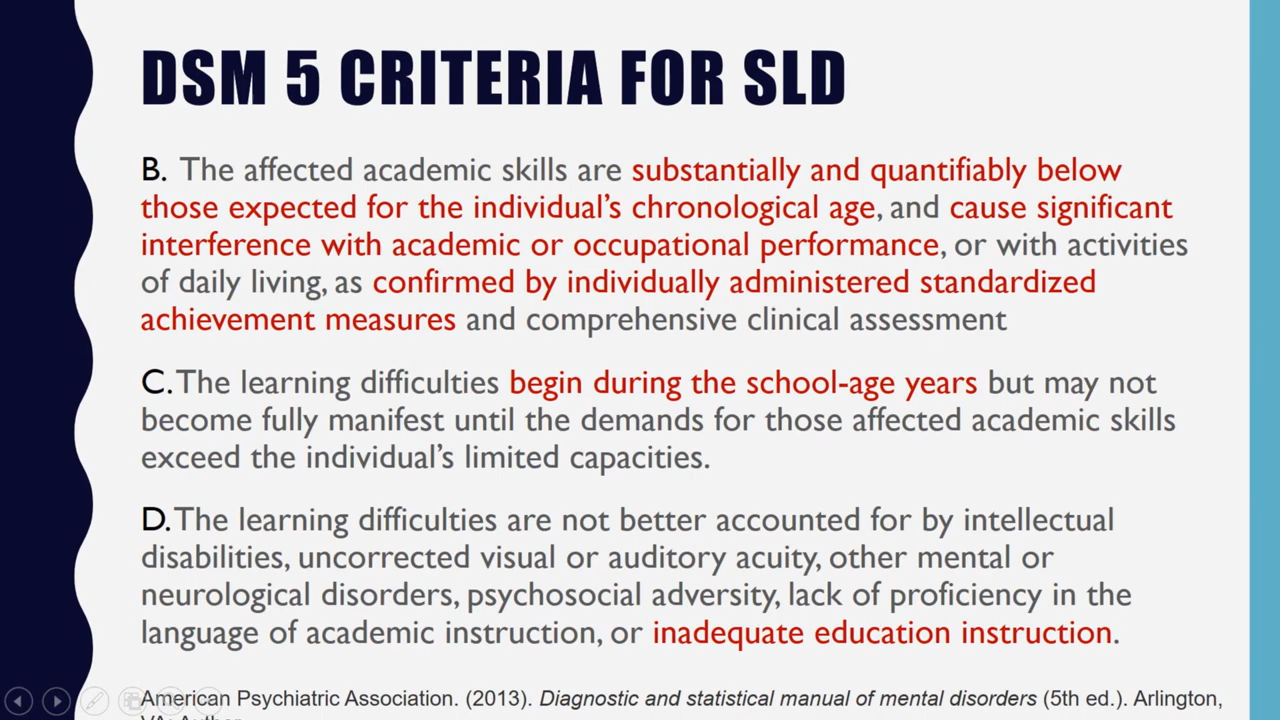 DSM 5 CRITERIA FOR SLD
B. The affected academic skills are substantially and quantifiably below
those expected for the individual’s chronological age, and cause significant
interference with academic or occupational performance, or with activities
of daily living, as confirmed by individually administered standardized
achievement measures and comprehensive clinical assessment
C. The learning difficulties begin during the school-age years but may not
become fully manifest until the demands for those affected academic skills
exceed the individual’s limited capacities.
D. The learning difficulties are not better accounted for by intellectual
disabilities, uncorrected visual or auditory acuity, other mental or
neurological disorders, psychosocial adversity, lack of proficiency in the
language of academic instruction, or inadequate education instruction.
American Psychiatric Association. (2013). Diagnostic and statistical manual of mental disorders (5th ed.). Arlington,
VA: Author